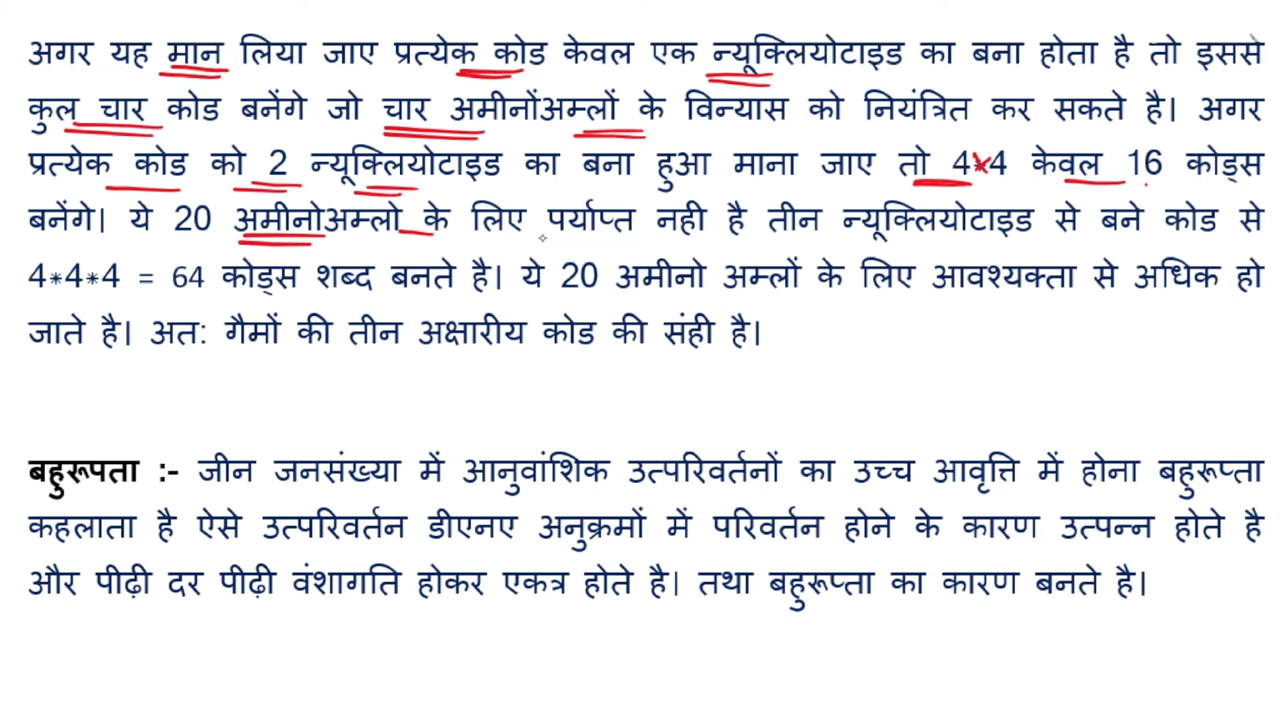 अगर यह मान लिया जाए प्रत्येक कोड केवल एक न्यूक्लियोटाइड का बना होता है तो इससे
कुल चार कोड बनेंगे जो चार अमीनोंअम्लों के विन्यास को नियंत्रित कर सकते है। अगर
प्रत्येक कोड को 2 न्यूक्लियोटाइड का बना हुआ माना जाए तो 4*4 केवल 16 कोड्स
बनेंगे। ये 20 अमीनोअम्लो के लिए पर्याप्त नही है तीन न्यूक्लियोटाइड से बने कोड से
4*4*4 = 64 कोड्स शब्द बनते है। ये 20 अमीनो अम्लों के लिए आवश्यक्ता से अधिक हो
जाते है। अत: गैमों की तीन अक्षारीय कोड की संही है।
बहुरूपता :- जीन जनसंख्या में आनुवांशिक उत्परिवर्तनों का उच्च आवृत्ति में होना बहुरूप्ता
कहलाता है ऐसे उत्परिवर्तन डीएनए अनुक्रमों में परिवर्तन होने के कारण उत्पन्न होते है
और पीढ़ी दर पीढ़ी वंशागति होकर एकत्र होते है। तथा बहुरूप्ता का कारण बनते है।